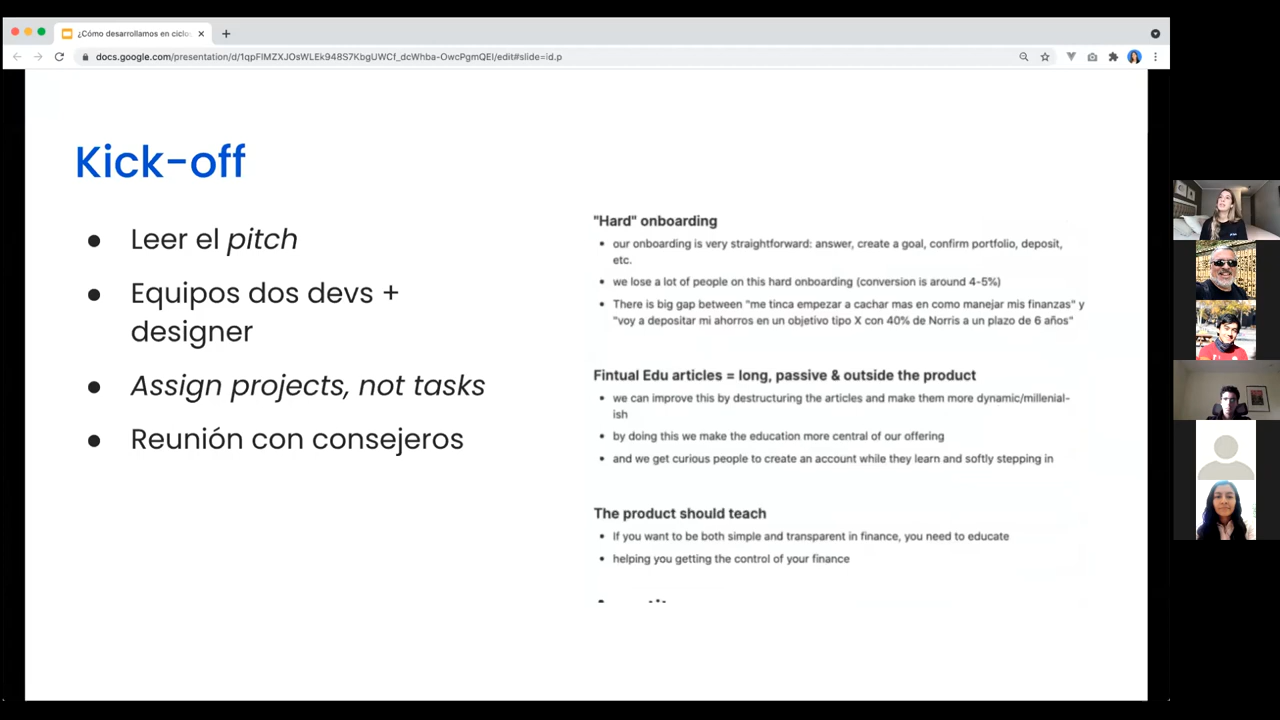 ¿Cómo desarrollamos en ciclos
docs.google.com/presentation/d/1qpFIMZXJOsWLEk948S7KbgUWCf_dcWhba-OwcPgmQEI/edit#slide=id.p
Kick-off
● Leer el pitch
● Equipos dos devs +
designer
● Assign projects, not tasks
● Reunión con consejeros
"Hard" onboarding
• our onboarding is very straightforward: answer, create a goal, confirm portfolio, deposit,
etc.
• we lose a lot of people on this hard onboarding (conversion is around 4-5%)
• There is big gap between "me tinca empezar a cachar mas en como manejar mis finanzas" y
"voy a depositar mi ahorros en un objetivo tipo X con 40% de Norris a un plazo de 6 años"
Fintual Edu articles = long, passive & outside the product
• we can improve this by destructuring the articles and make them more dynamic/millenial-
ish
• by doing this we make the education more central of our offering
• and we get curious people to create an account while they learn and softly stepping in
The product should teach
• If you want to be both simple and transparent in finance, you need to educate
• helping you getting the control of your finance